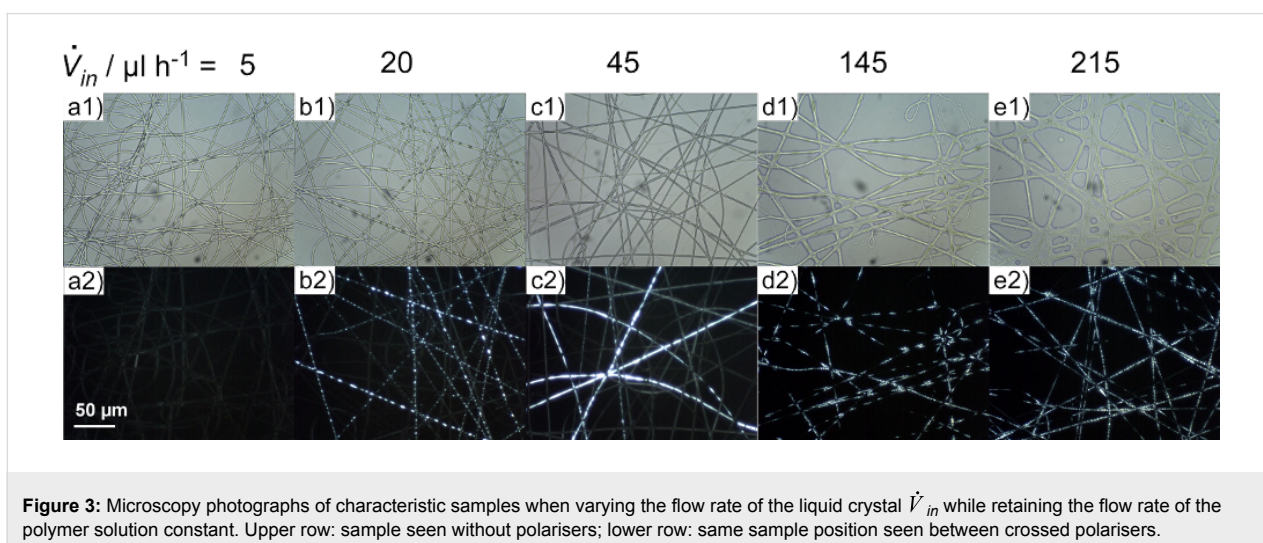 V̇in / µl h-1 = 5 20 45 145 215
a1) b1) c1) d1) e1)
a2) b2) c2) d2) e2)
50 µm
Figure 3: Microscopy photographs of characteristic samples when varying the flow rate of the liquid crystal V̇in while retaining the flow rate of the
polymer solution constant. Upper row: sample seen without polarisers; lower row: same sample position seen between crossed polarisers.